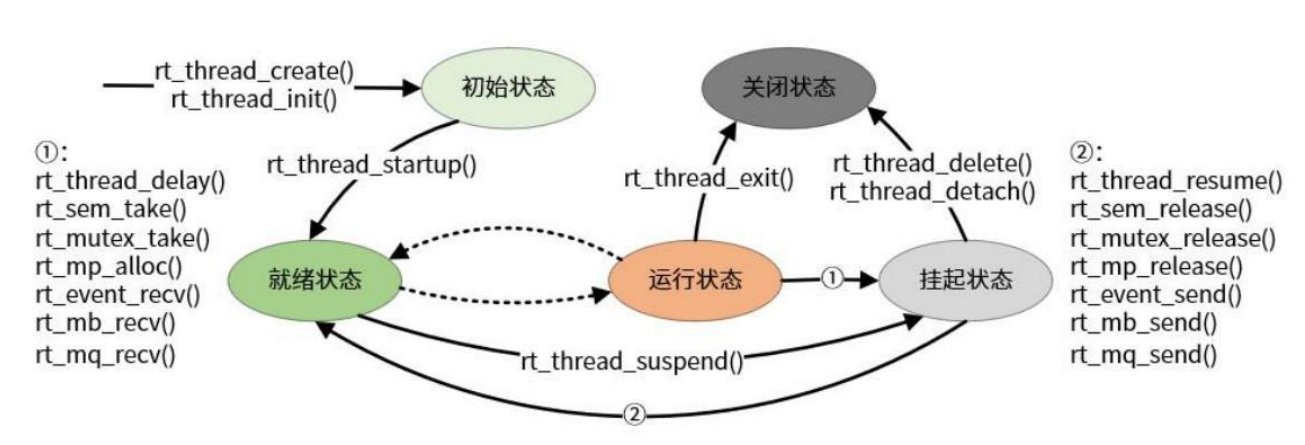 rt_thread_create()
rt_thread_init()
初始状态
关闭状态
rt_thread_startup()
rt_thread_exit()
rt_thread_delete()
rt_thread_detach()
①：
rt_thread_delay()
rt_sem_take()
rt_mutex_take()
rt_mp_alloc()
rt_event_recv()
rt_mb_recv()
rt_mq_recv()
就绪状态
运行状态
①
挂起状态
rt_thread_suspend()
②
②：
rt_thread_resume()
rt_sem_release()
rt_mutex_release()
rt_mp_release()
rt_event_send()
rt_mb_send()
rt_mq_send()